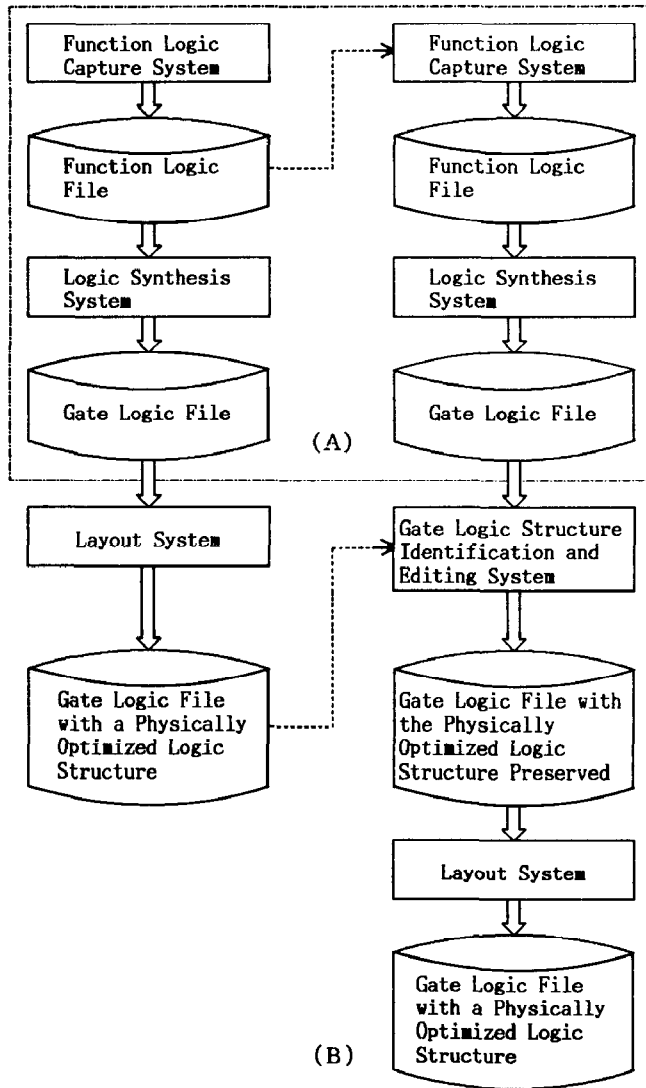 Function Logic
Capture System
Function Logic
File
Logic Synthesis
System
Gate Logic File
Layout System
Gate Logic File
with a Physically
Optimized Logic
Structure
Function Logic
Capture System
Function Logic
File
Logic Synthesis
System
Gate Logic File
(A)
Gate Logic Structure
Identification and
Editing System
Gate Logic File with
the Physically
Optimized Logic
Structure Preserved
Layout System
Gate Logic File
with a Physically
Optimized Logic
Structure
(B)